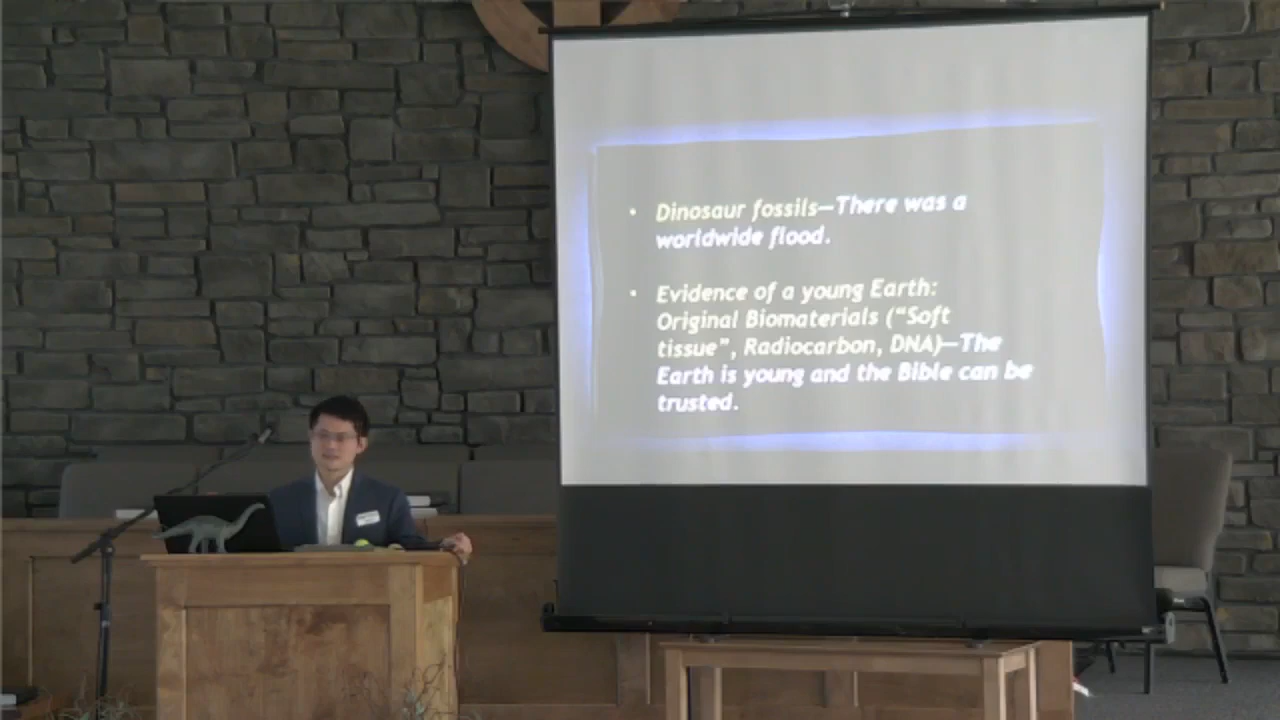 • Dinosaur fossils—There was a
worldwide flood.
• Evidence of a young Earth:
Original Biomaterials (“Soft
tissue”, Radiocarbon, DNA)—The
Earth is young and the Bible can be
trusted.